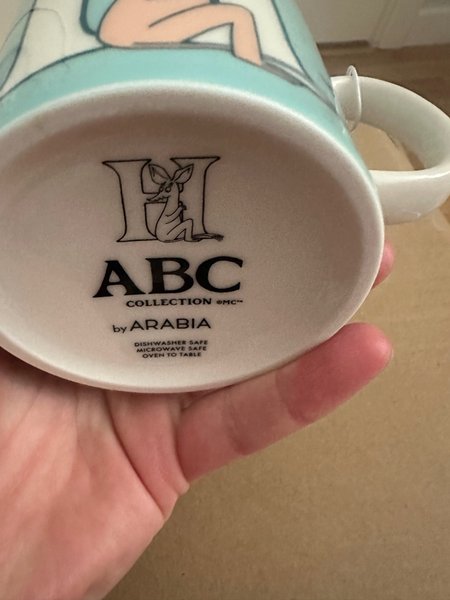 H
ABC
COLLECTION ©MC™
by ARABIA
DISHWASHER SAFE
MICROWAVE SAFE
OVEN TO TABLE